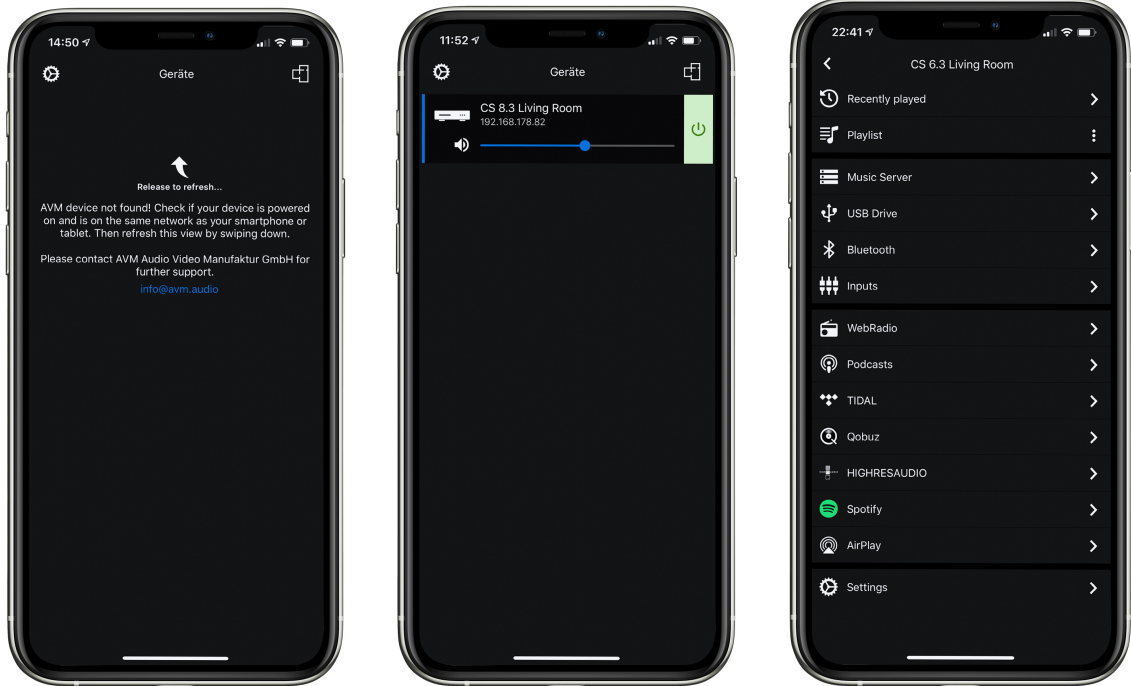 14:50
Geräte
Release to refresh...
AVM device not found! Check if your device is powered
on and is on the same network as your smartphone or
tablet. Then refresh this view by swiping down.
Please contact AVM Audio Video Manufaktur GmbH for
further support.
info@avm.audio
11:52
Geräte
CS 8.3 Living Room
192.168.178.82
22:41
CS 6.3 Living Room
Recently played
Playlist
Music Server
USB Drive
Bluetooth
Inputs
WebRadio
Podcasts
TIDAL
Qobuz
HIGHRESAUDIO
Spotify
AirPlay
Settings